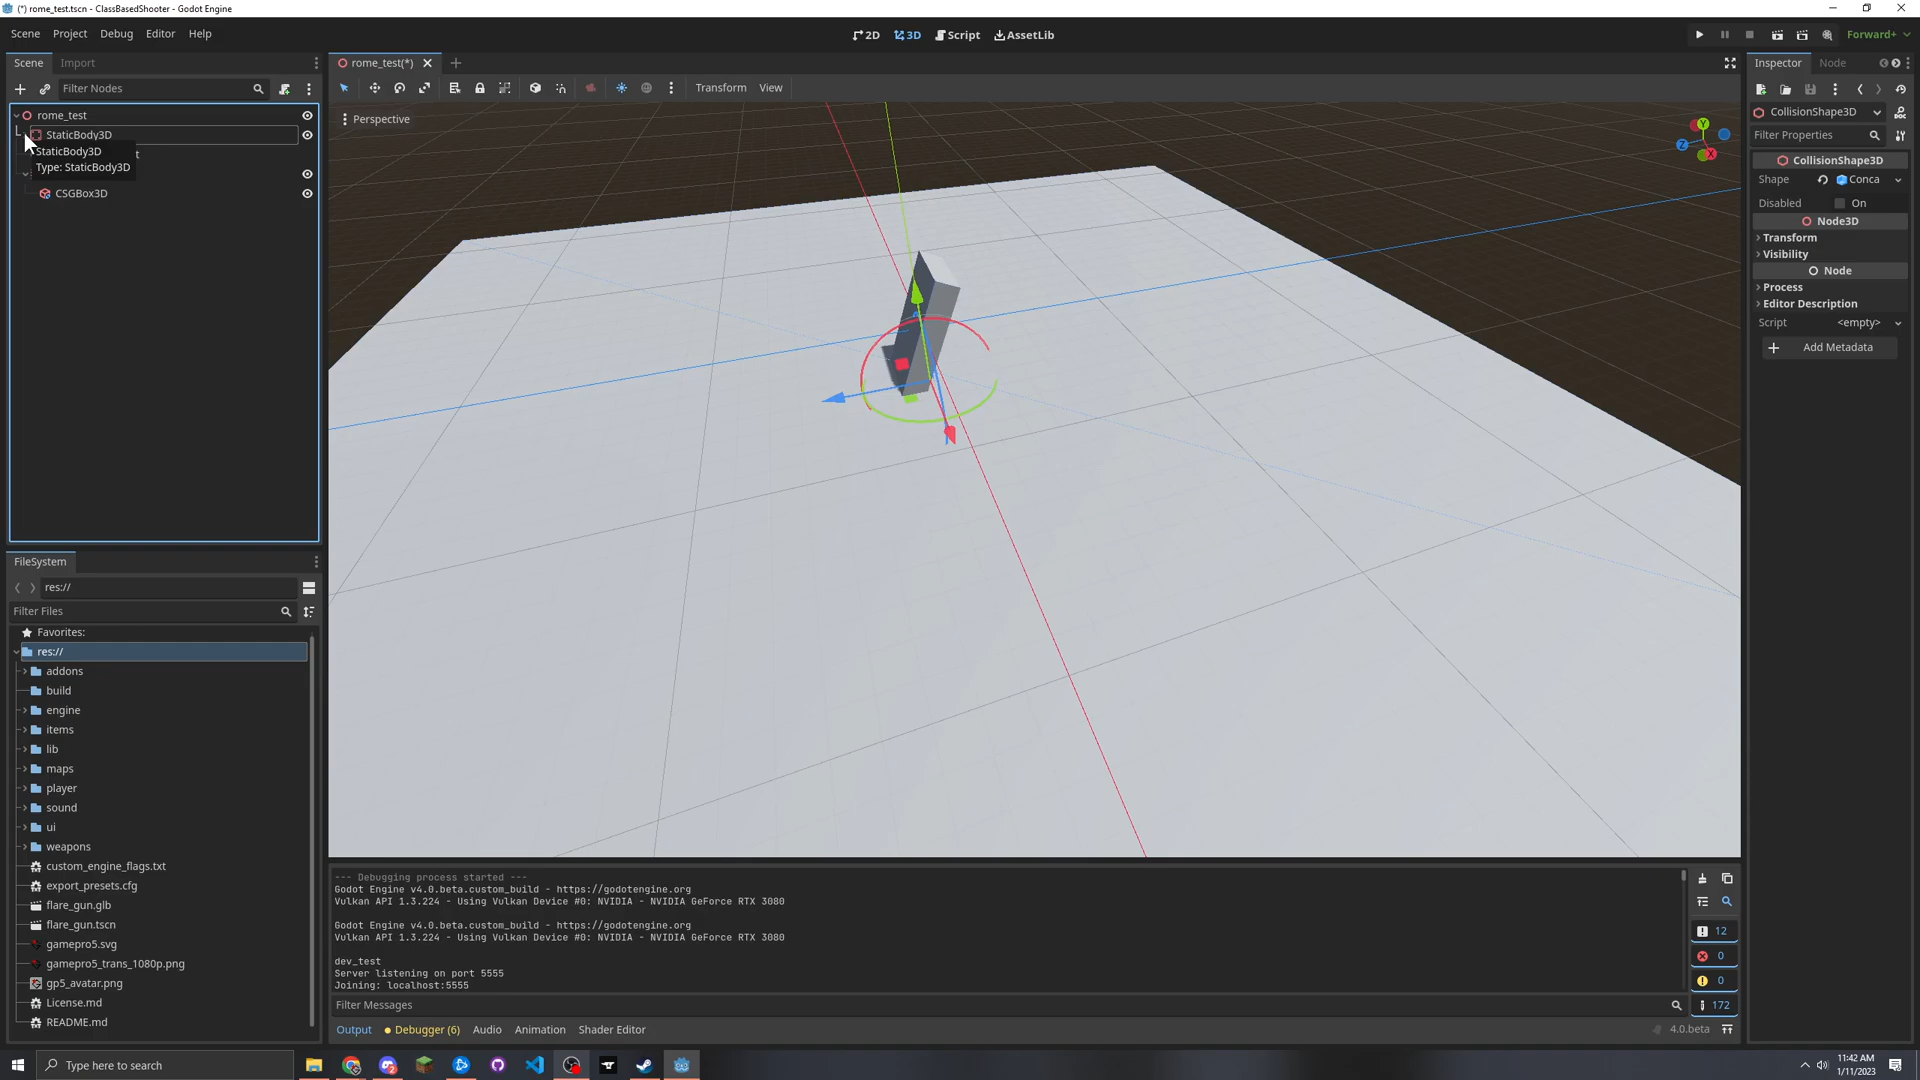 (*) rome_test.tscn - ClassBasedShooter - Godot Engine
Scene Project Debug Editor Help
2D 3D Script AssetLib
Forward+
Scene Import
rome_test(*)
Inspector Node
Filter Nodes
Transform View
rome_test
StaticBody3D
StaticBody3D
Type: StaticBody3D
t
CSGBox3D
Perspective
Y
Z
X
CollisionShape3D
Filter Properties
CollisionShape3D
Shape Conca
Disabled On
Node3D
Transform
Visibility
Node
Process
Editor Description
Script <empty>
Add Metadata
FileSystem
res://
Filter Files
Favorites:
res://
addons
build
engine
items
lib
maps
player
sound
ui
weapons
custom_engine_flags.txt
export_presets.cfg
flare_gun.glb
flare_gun.tscn
gamepro5.svg
gamepro5_trans_1080p.png
gp5_avatar.png
License.md
README.md
--- Debugging process started ---
Godot Engine v4.0.beta.custom_build - https://godotengine.org
Vulkan API 1.3.224 - Using Vulkan Device #0: NVIDIA - NVIDIA GeForce RTX 3080
Godot Engine v4.0.beta.custom_build - https://godotengine.org
Vulkan API 1.3.224 - Using Vulkan Device #0: NVIDIA - NVIDIA GeForce RTX 3080
dev_test
Server listening on port 5555
Joining: localhost:5555
12
0
0
172
Filter Messages
Output Debugger (6) Audio Animation Shader Editor
4.0.beta
Type here to search
11:42 AM
1/11/2023